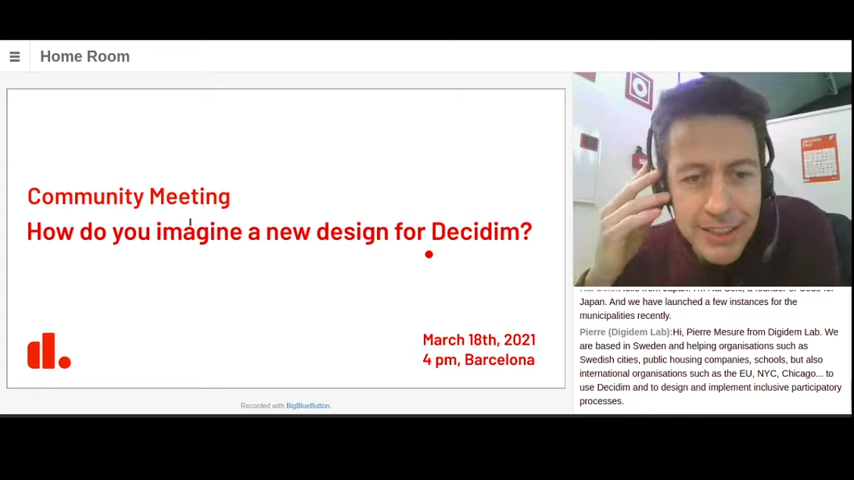 Home Room
Community Meeting
How do you imagine a new design for Decidim?
d.
March 18th, 2021
4 pm, Barcelona
Recorded with BigBlueButton.
Japan. And we have launched a few instances for the
municipalities recently.
Pierre (Digidem Lab):Hi, Pierre Mesure from Digidem Lab. We
are based in Sweden and helping organisations such as
Swedish cities, public housing companies, schools, but also
international organisations such as the EU, NYC, Chicago... to
use Decidim and to design and implement inclusive participatory
processes.